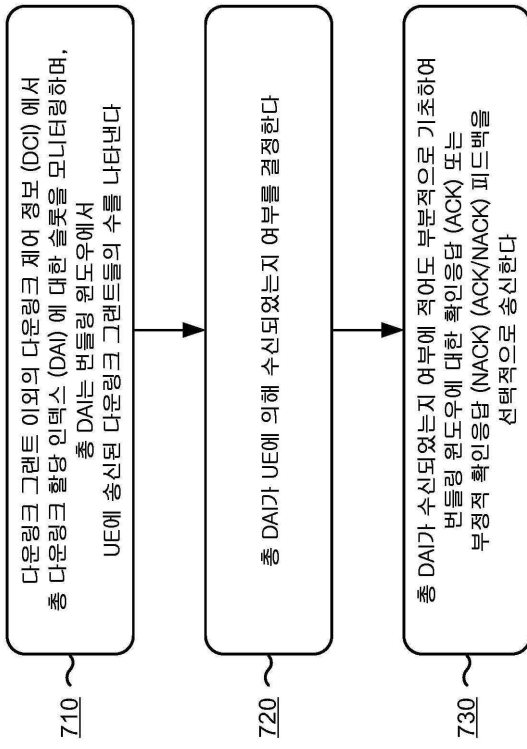 710
다운링크 그랜트 이외의 다운링크 제어 정보 (DCI) 에서
총 다운링크 할당 인덱스 (DAI) 에 대한 슬롯을 모니터링하며,
총 DAI는 번들링 윈도우에서
UE에 송신된 다운링크 그랜트들의 수를 나타낸다
720
총 DAI가 UE에 의해 수신되었는지 여부를 결정한다
730
총 DAI가 수신되었는지 여부에 적어도 부분적으로 기초하여
번들링 윈도우에 대한 확인응답 (ACK) 또는
부정적 확인응답 (NACK) (ACK/NACK) 피드백을
선택적으로 송신한다